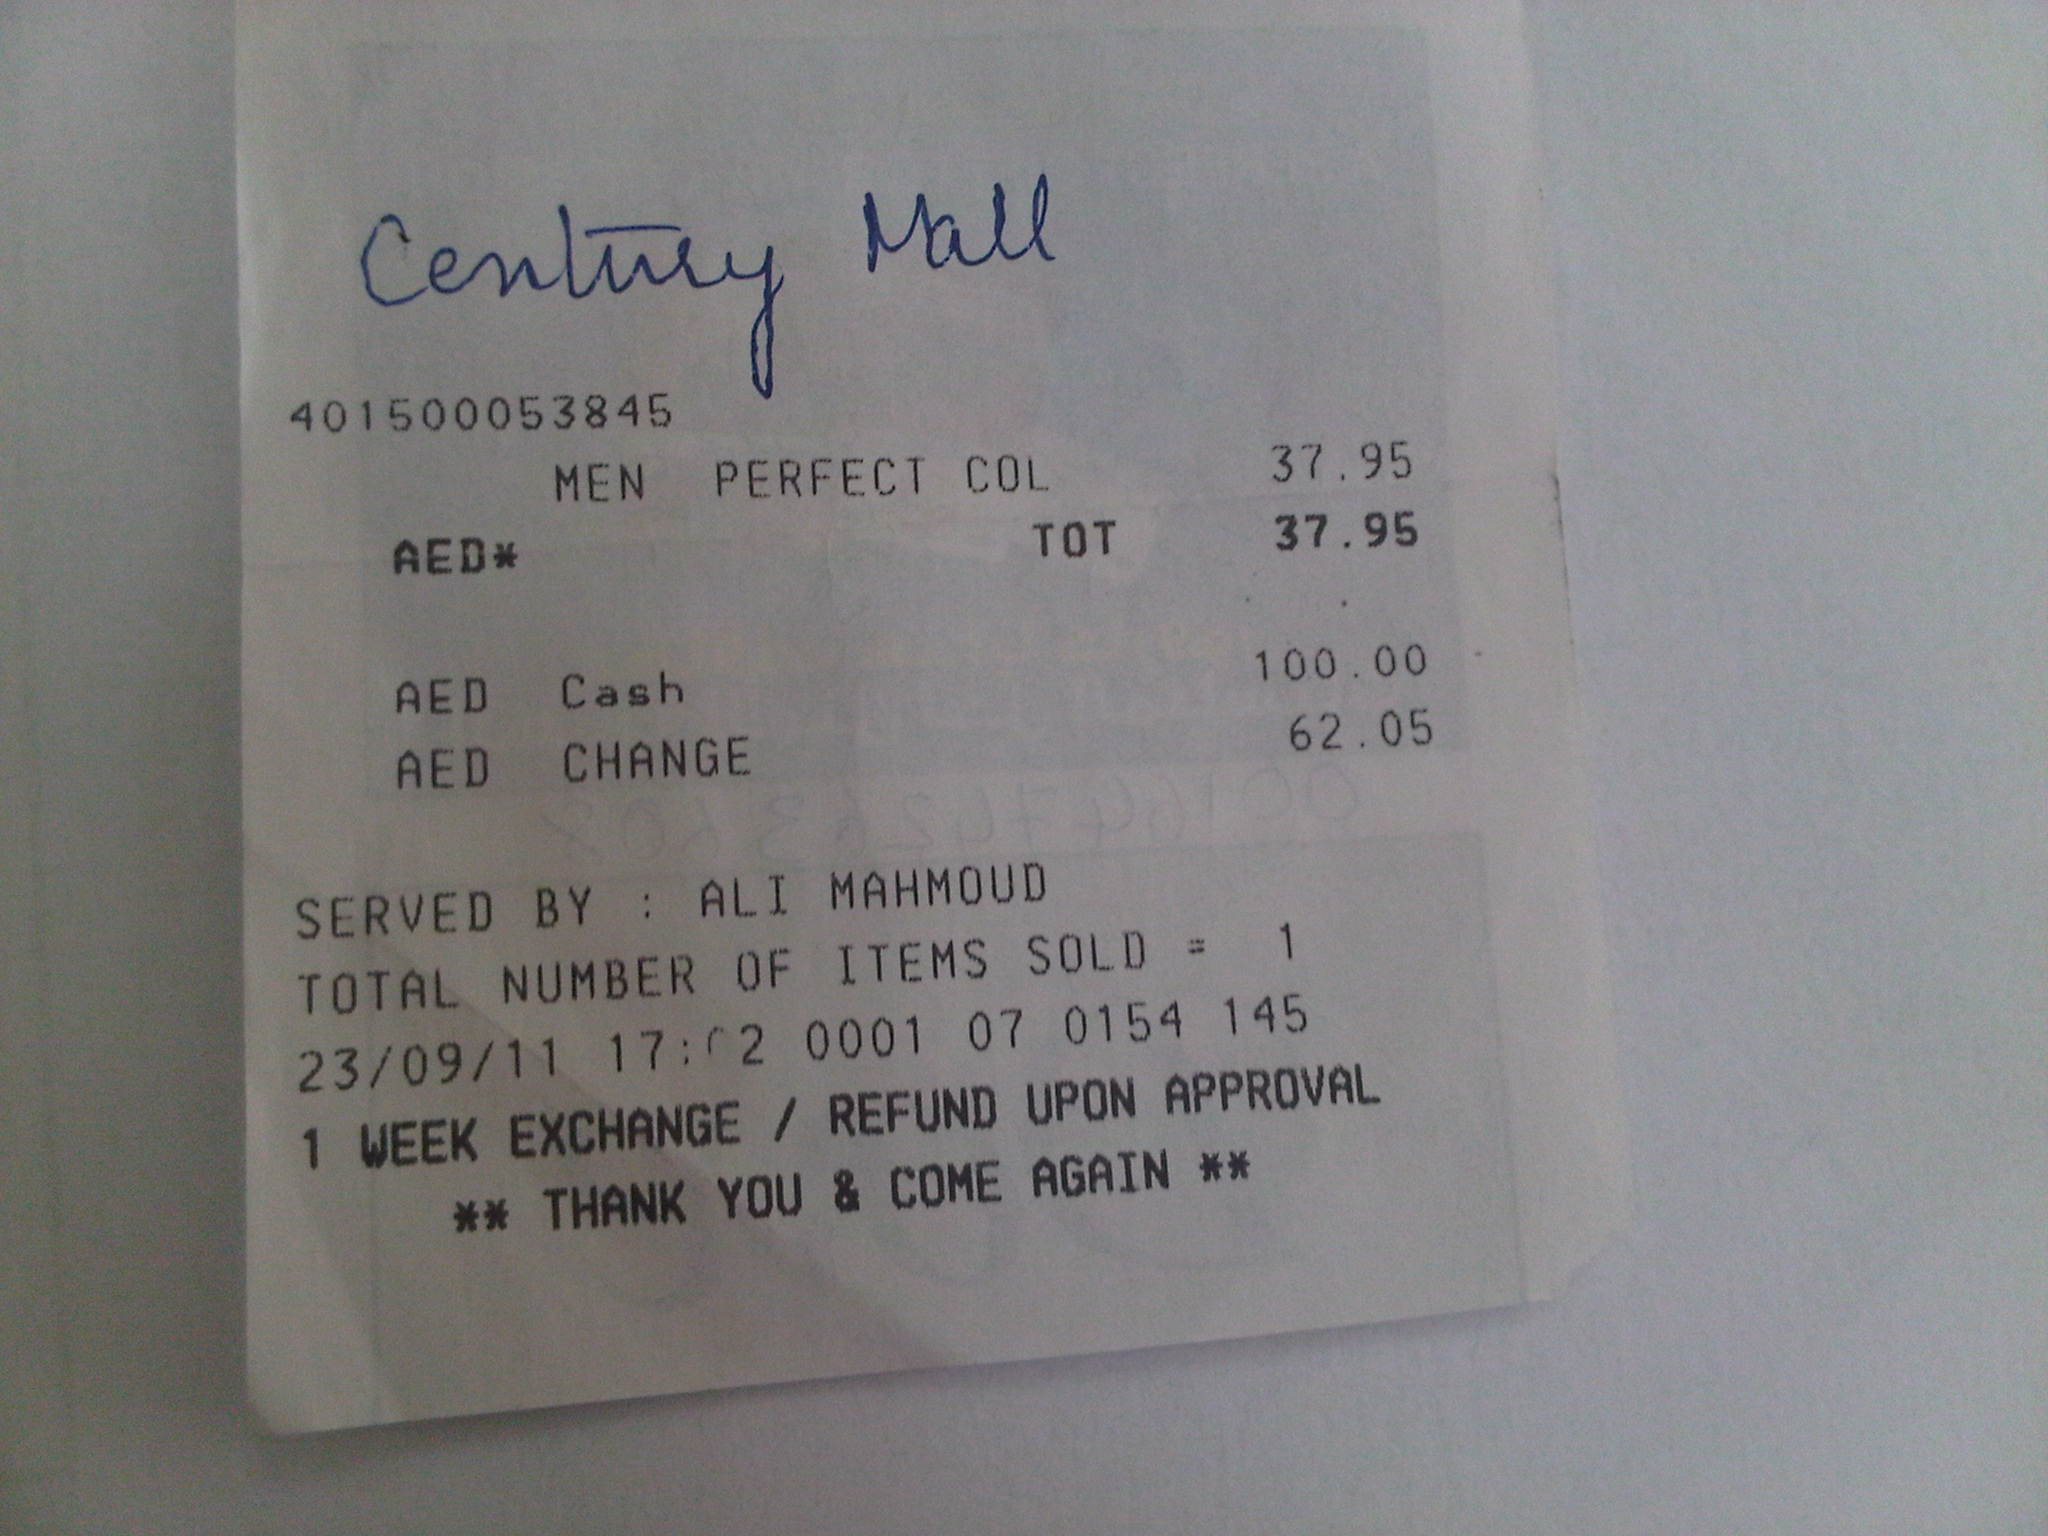 Century Mall
401500053845
MEN PERFECT COL 37.95
AED* TOT 37.95
AED Cash 100.00
AED CHANGE 62.05
SERVED BY : ALI MAHMOUD
TOTAL NUMBER OF ITEMS SOLD = 1
23/09/11 0001 07 0154 145
1 WEEK EXCHANGE / REFUND UPON APPROVAL
** THANK YOU & COME AGAIN **